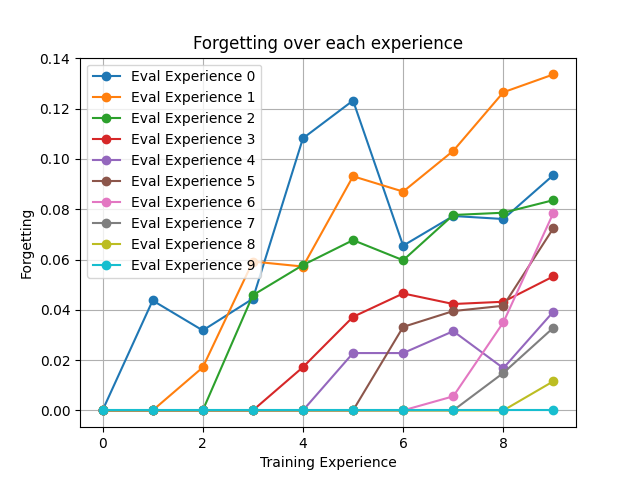 Forgetting over each experience
0.14
0.12
0.10
0.08
0.06
0.04
0.02
0.00
Forgetting
Eval Experience 0
Eval Experience 1
Eval Experience 2
Eval Experience 3
Eval Experience 4
Eval Experience 5
Eval Experience 6
Eval Experience 7
Eval Experience 8
Eval Experience 9
0 2 4 6 8
Training Experience